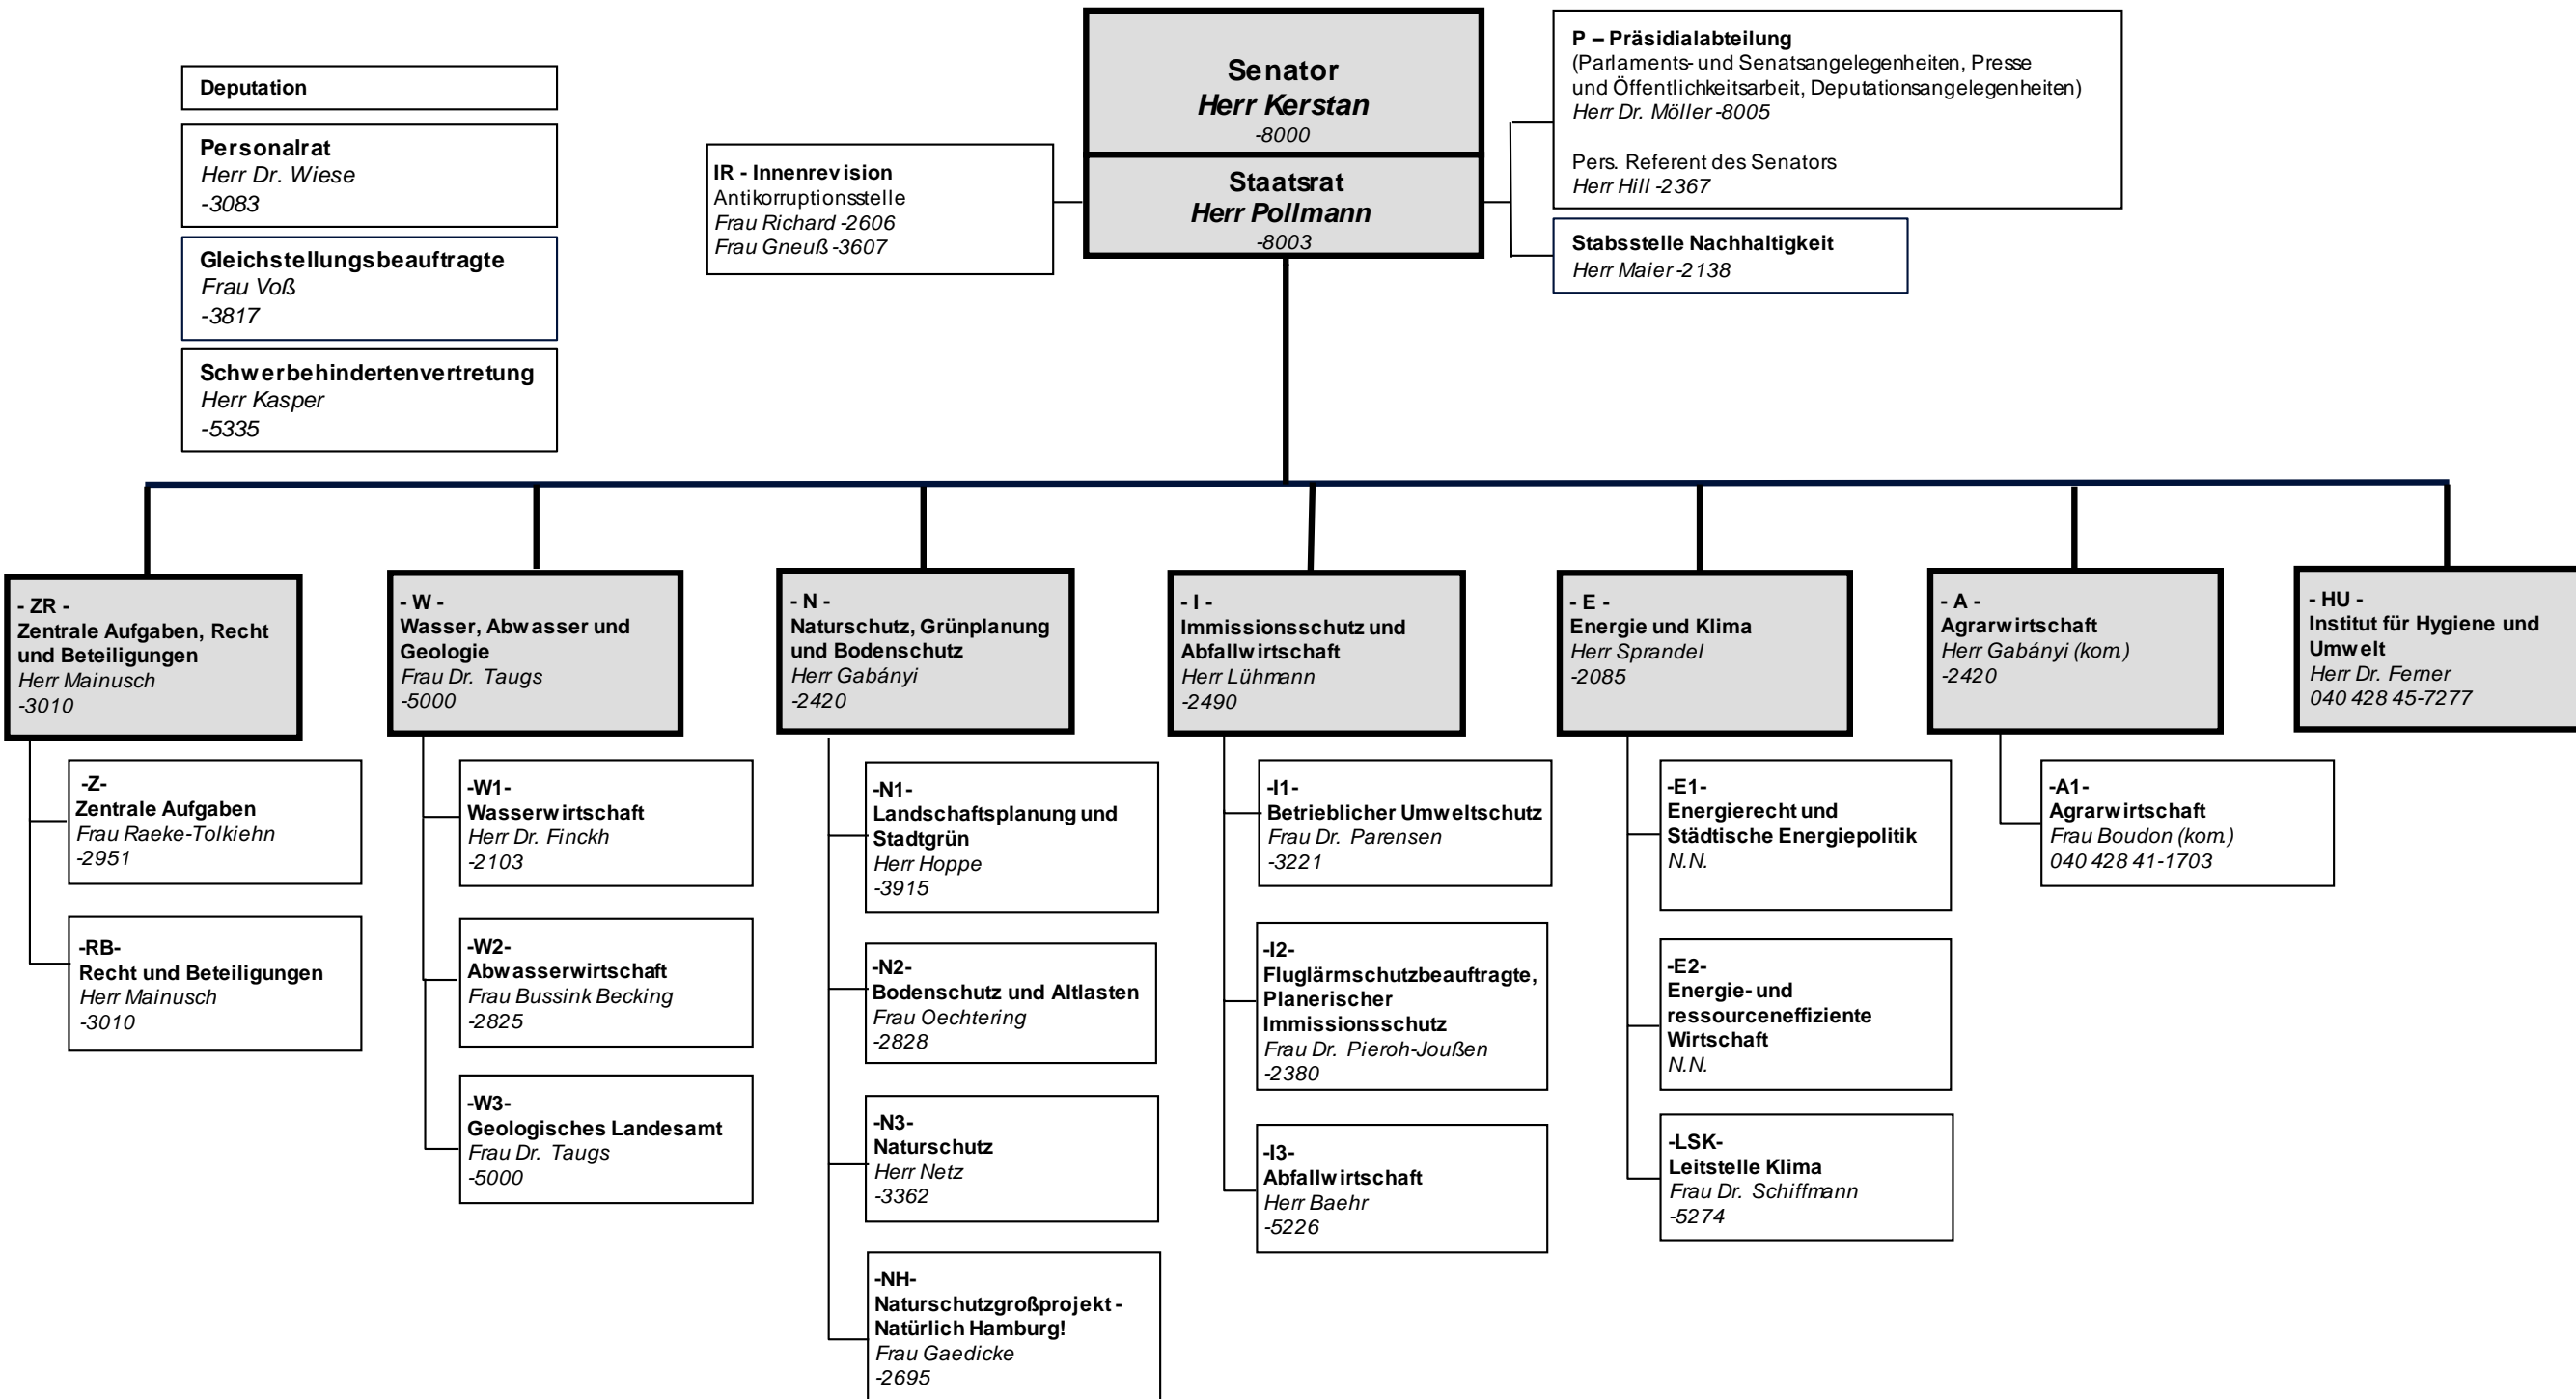 Deputation
Personalrat
Herr Dr. Wiese
-3083
Gleichstellungsbeauftragte
Frau Voß
-3817
Schwerbehindertenvertretung
Herr Kasper
-5335
IR - Innenrevision
Antikorruptionsstelle
Frau Richard -2606
Frau Gneuß -3607
Senator
Herr Kerstan
-8000
Staatsrat
Herr Pollmann
-8003
P – Präsidialabteilung
(Parlaments- und Senatsangelegenheiten, Presse
und Öffentlichkeitsarbeit, Deputationsangelegenheiten)
Herr Dr. Möller -8005
Pers. Referent des Senators
Herr Hill -2367
Stabsstelle Nachhaltigkeit
Herr Maier -2138
- ZR -
Zentrale Aufgaben, Recht
und Beteiligungen
Herr Mainusch
-3010
-Z-
Zentrale Aufgaben
Frau Raeke-Tolkiehn
-2951
-RB-
Recht und Beteiligungen
Herr Mainusch
-3010
- W -
Wasser, Abwasser und
Geologie
Frau Dr. Taugs
-5000
-W1-
Wasserwirtschaft
Herr Dr. Finckh
-2103
-W2-
Abwasserwirtschaft
Frau Bussink Becking
-2825
-W3-
Geologisches Landesamt
Frau Dr. Taugs
-5000
- N -
Naturschutz, Grünplanung
und Bodenschutz
Herr Gabányi
-2420
-N1-
Landschaftsplanung und
Stadtgrün
Herr Hoppe
-3915
-N2-
Bodenschutz und Altlasten
Frau Oechtering
-2828
-N3-
Naturschutz
Herr Netz
-3362
-NH-
Naturschutzgroßprojekt -
Natürlich Hamburg!
Frau Gaedicke
-2695
- I -
Immissionsschutz und
Abfallwirtschaft
Herr Lühmann
-2490
-I1-
Betrieblicher Umweltschutz
Frau Dr. Parensen
-3221
-I2-
Fluglärmschutzbeauftragte,
Planerischer
Immissionsschutz
Frau Dr. Pieroh-Joußen
-2380
-I3-
Abfallwirtschaft
Herr Baehr
-5226
- E -
Energie und Klima
Herr Sprandel
-2085
-E1-
Energierecht und
Städtische Energiepolitik
N.N.
-E2-
Energie- und
ressourceneffiziente
Wirtschaft
N.N.
-LSK-
Leitstelle Klima
Frau Dr. Schiffmann
-5274
- A -
Agrarwirtschaft
Herr Gabányi (kom.)
-2420
-A1-
Agrarwirtschaft
Frau Boudon (kom.)
040 428 41-1703
- HU -
Institut für Hygiene und
Umwelt
Herr Dr. Ferner
040 428 45-7277